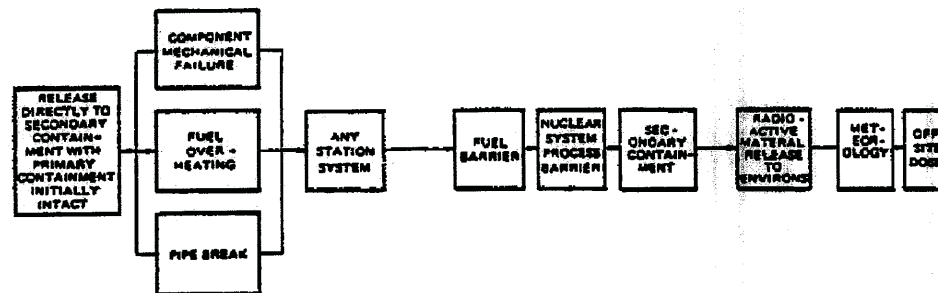 COMPONENT
MECHANICAL
FAILURE
RELEASE
DIRECTLY TO
SECONDARY
CONTAIN-
MENT WITH
PRIMARY
CONTAINMENT
INITIALLY
INTACT
FUEL
OVER -
HEATING
PIPE BREAK
ANY
STATION
SYSTEM
FUEL
BARRIER
NUCLEAR
SYSTEM
PROCESS
BARRIER
SEC -
ONDARY
CONTAIN-
MENT
RADIO -
ACTIVE
MATERAL
RELEASE
TO
ENVIRONS
MET-
EOR-
OLOGY
OFF
SITE
DOSE